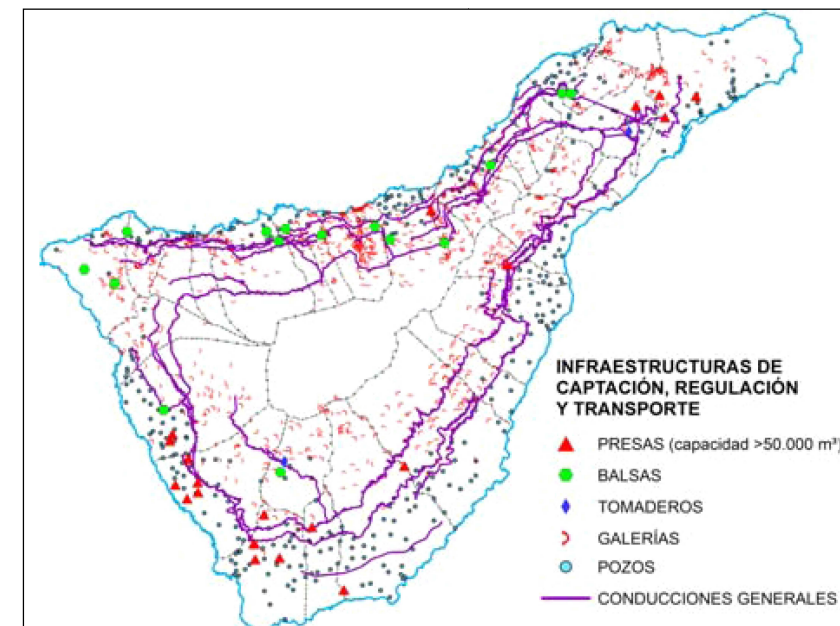 INFRAESTRUCTURAS DE
CAPTACIÓN, REGULACIÓN
Y TRANSPORTE
PRESAS (capacidad >50.000 m³)
BALSAS
TOMADEROS
GALERÍAS
POZOS
CONDUCCIONES GENERALES